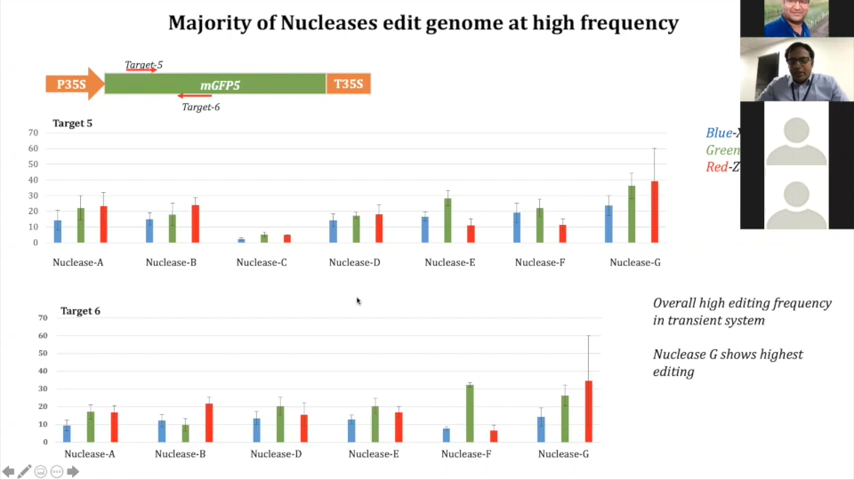 Majority of Nucleases edit genome at high frequency
Target-5
P35S
mGFP5
T35S
Target-6
Target 5
70
60
50
40
30
20
10
0
Nuclease-A
Nuclease-B
Nuclease-C
Nuclease-D
Nuclease-E
Nuclease-F
Nuclease-G
Blue-X
Green
Red-Z
Target 6
70
60
50
40
30
20
10
0
Nuclease-A
Nuclease-B
Nuclease-D
Nuclease-E
Nuclease-F
Nuclease-G
Overall high editing frequency
in transient system
Nuclease G shows highest
editing